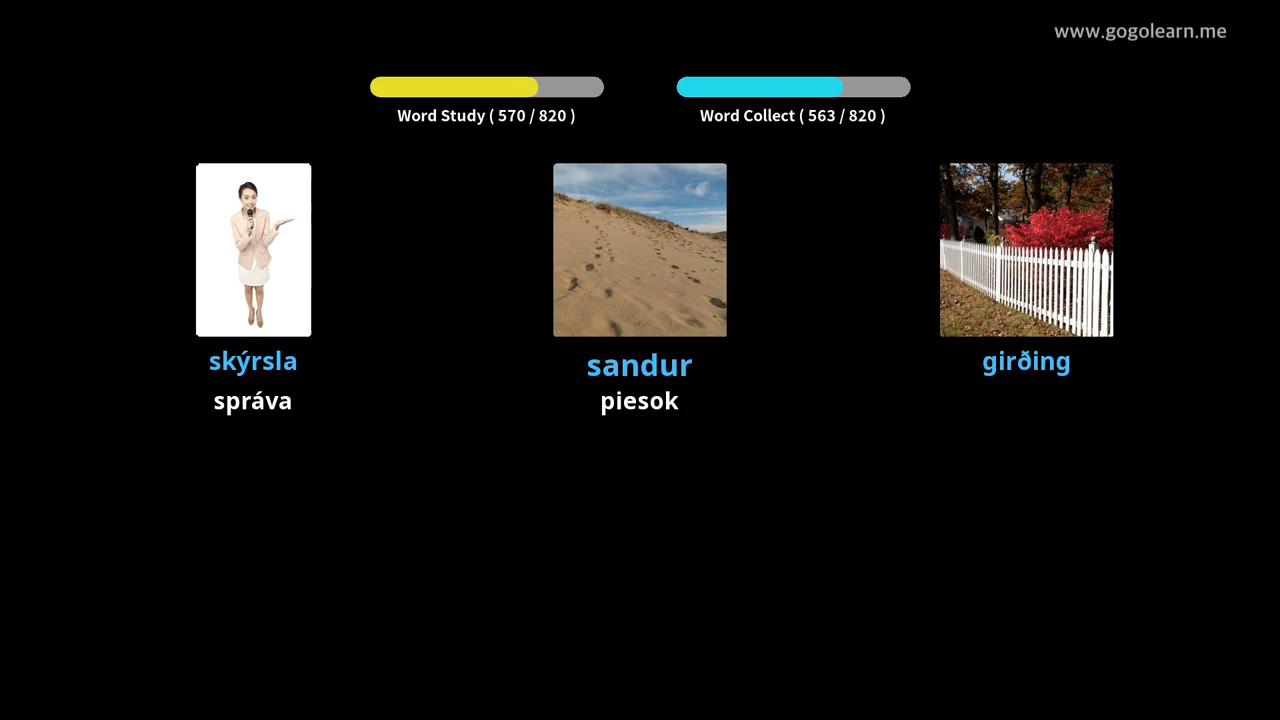 www.gogolearn.me
Word Study ( 570 / 820 )
Word Collect ( 563 / 820 )
skýrsla
správa
sandur
piesok
girðing